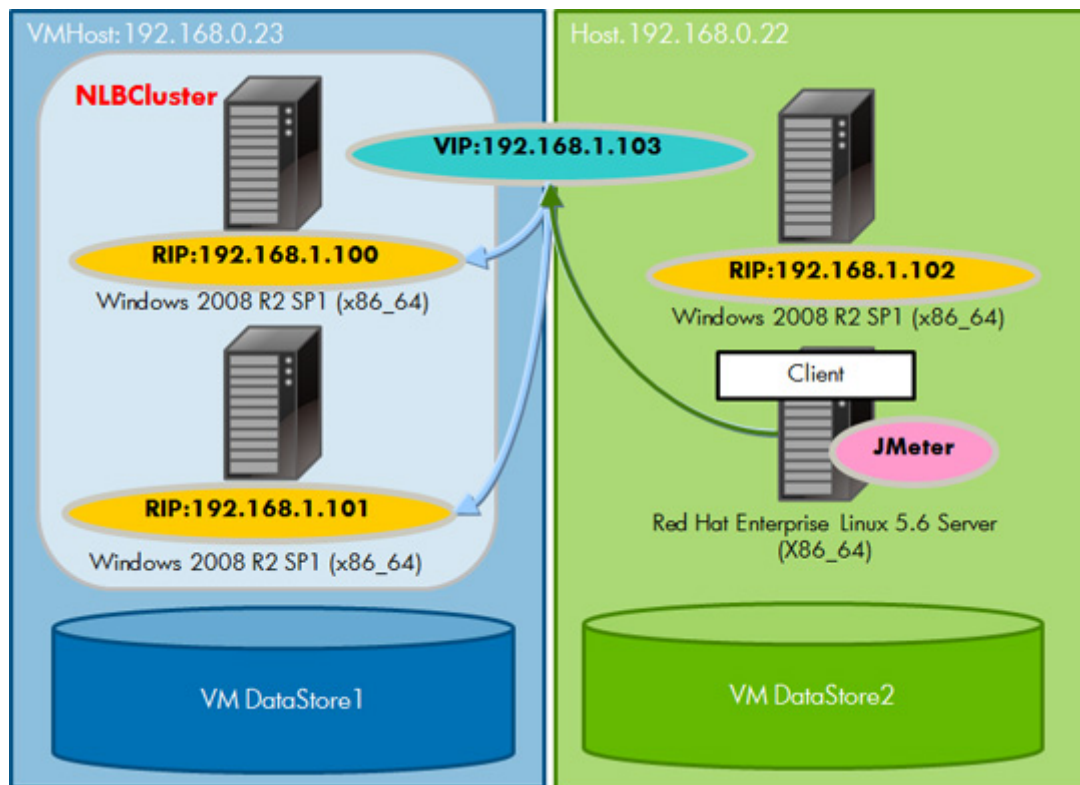 VMHost:192.168.0.23
NLBCluster
RIP:192.168.1.100
Windows 2008 R2 SP1 (x86_64)
RIP:192.168.1.101
Windows 2008 R2 SP1 (x86_64)
VM DataStore1
VIP:192.168.1.103
Host.192.168.0.22
RIP:192.168.1.102
Windows 2008 R2 SP1 (x86_64)
Client
JMeter
Red Hat Enterprise Linux 5.6 Server
(X86_64)
VM DataStore2